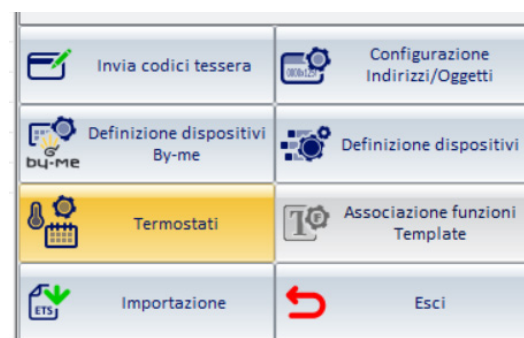 Invia codici tessera
Configurazione
Indirizzi/Oggetti
Definizione dispositivi
By-me
by-me
Definizione dispositivi
Termostati
Associazione funzioni
Template
ETS
Importazione
Esci